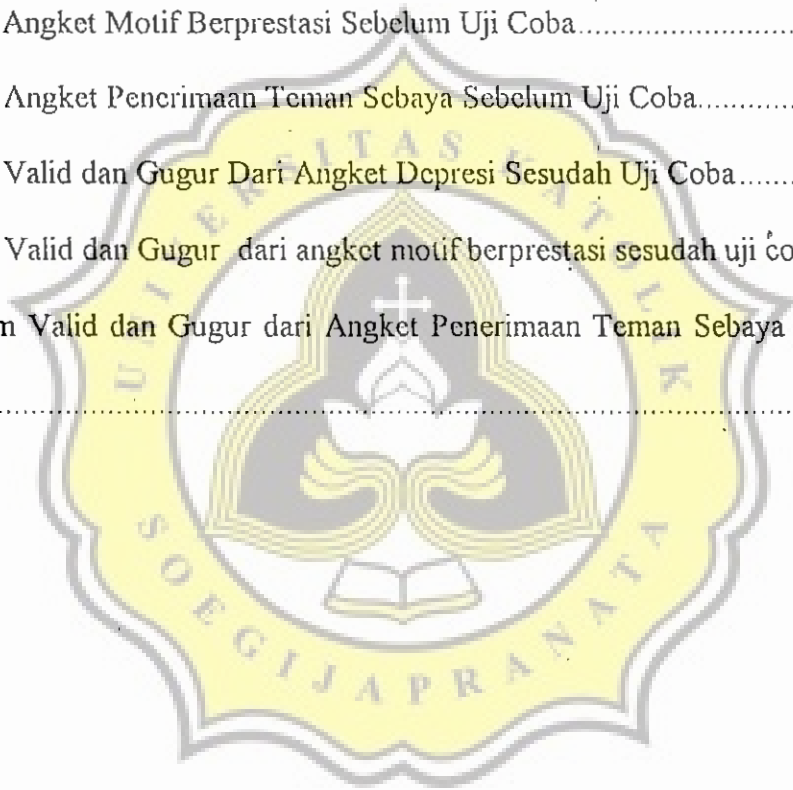 Angket Motif Berprestasi Sebelum Uji Coba..........................
Angket Penerimaan Teman Sebaya Sebelum Uji Coba............
Valid dan Gugur Dari Angket Depresi Sesudah Uji Coba.......
Valid dan Gugur dari angket motif berprestasi sesudah uji co
m Valid dan Gugur dari Angket Penerimaan Teman Sebaya
................................................................................
UNIVERSITAS KATOLIK
SOEGIJAPRANATA